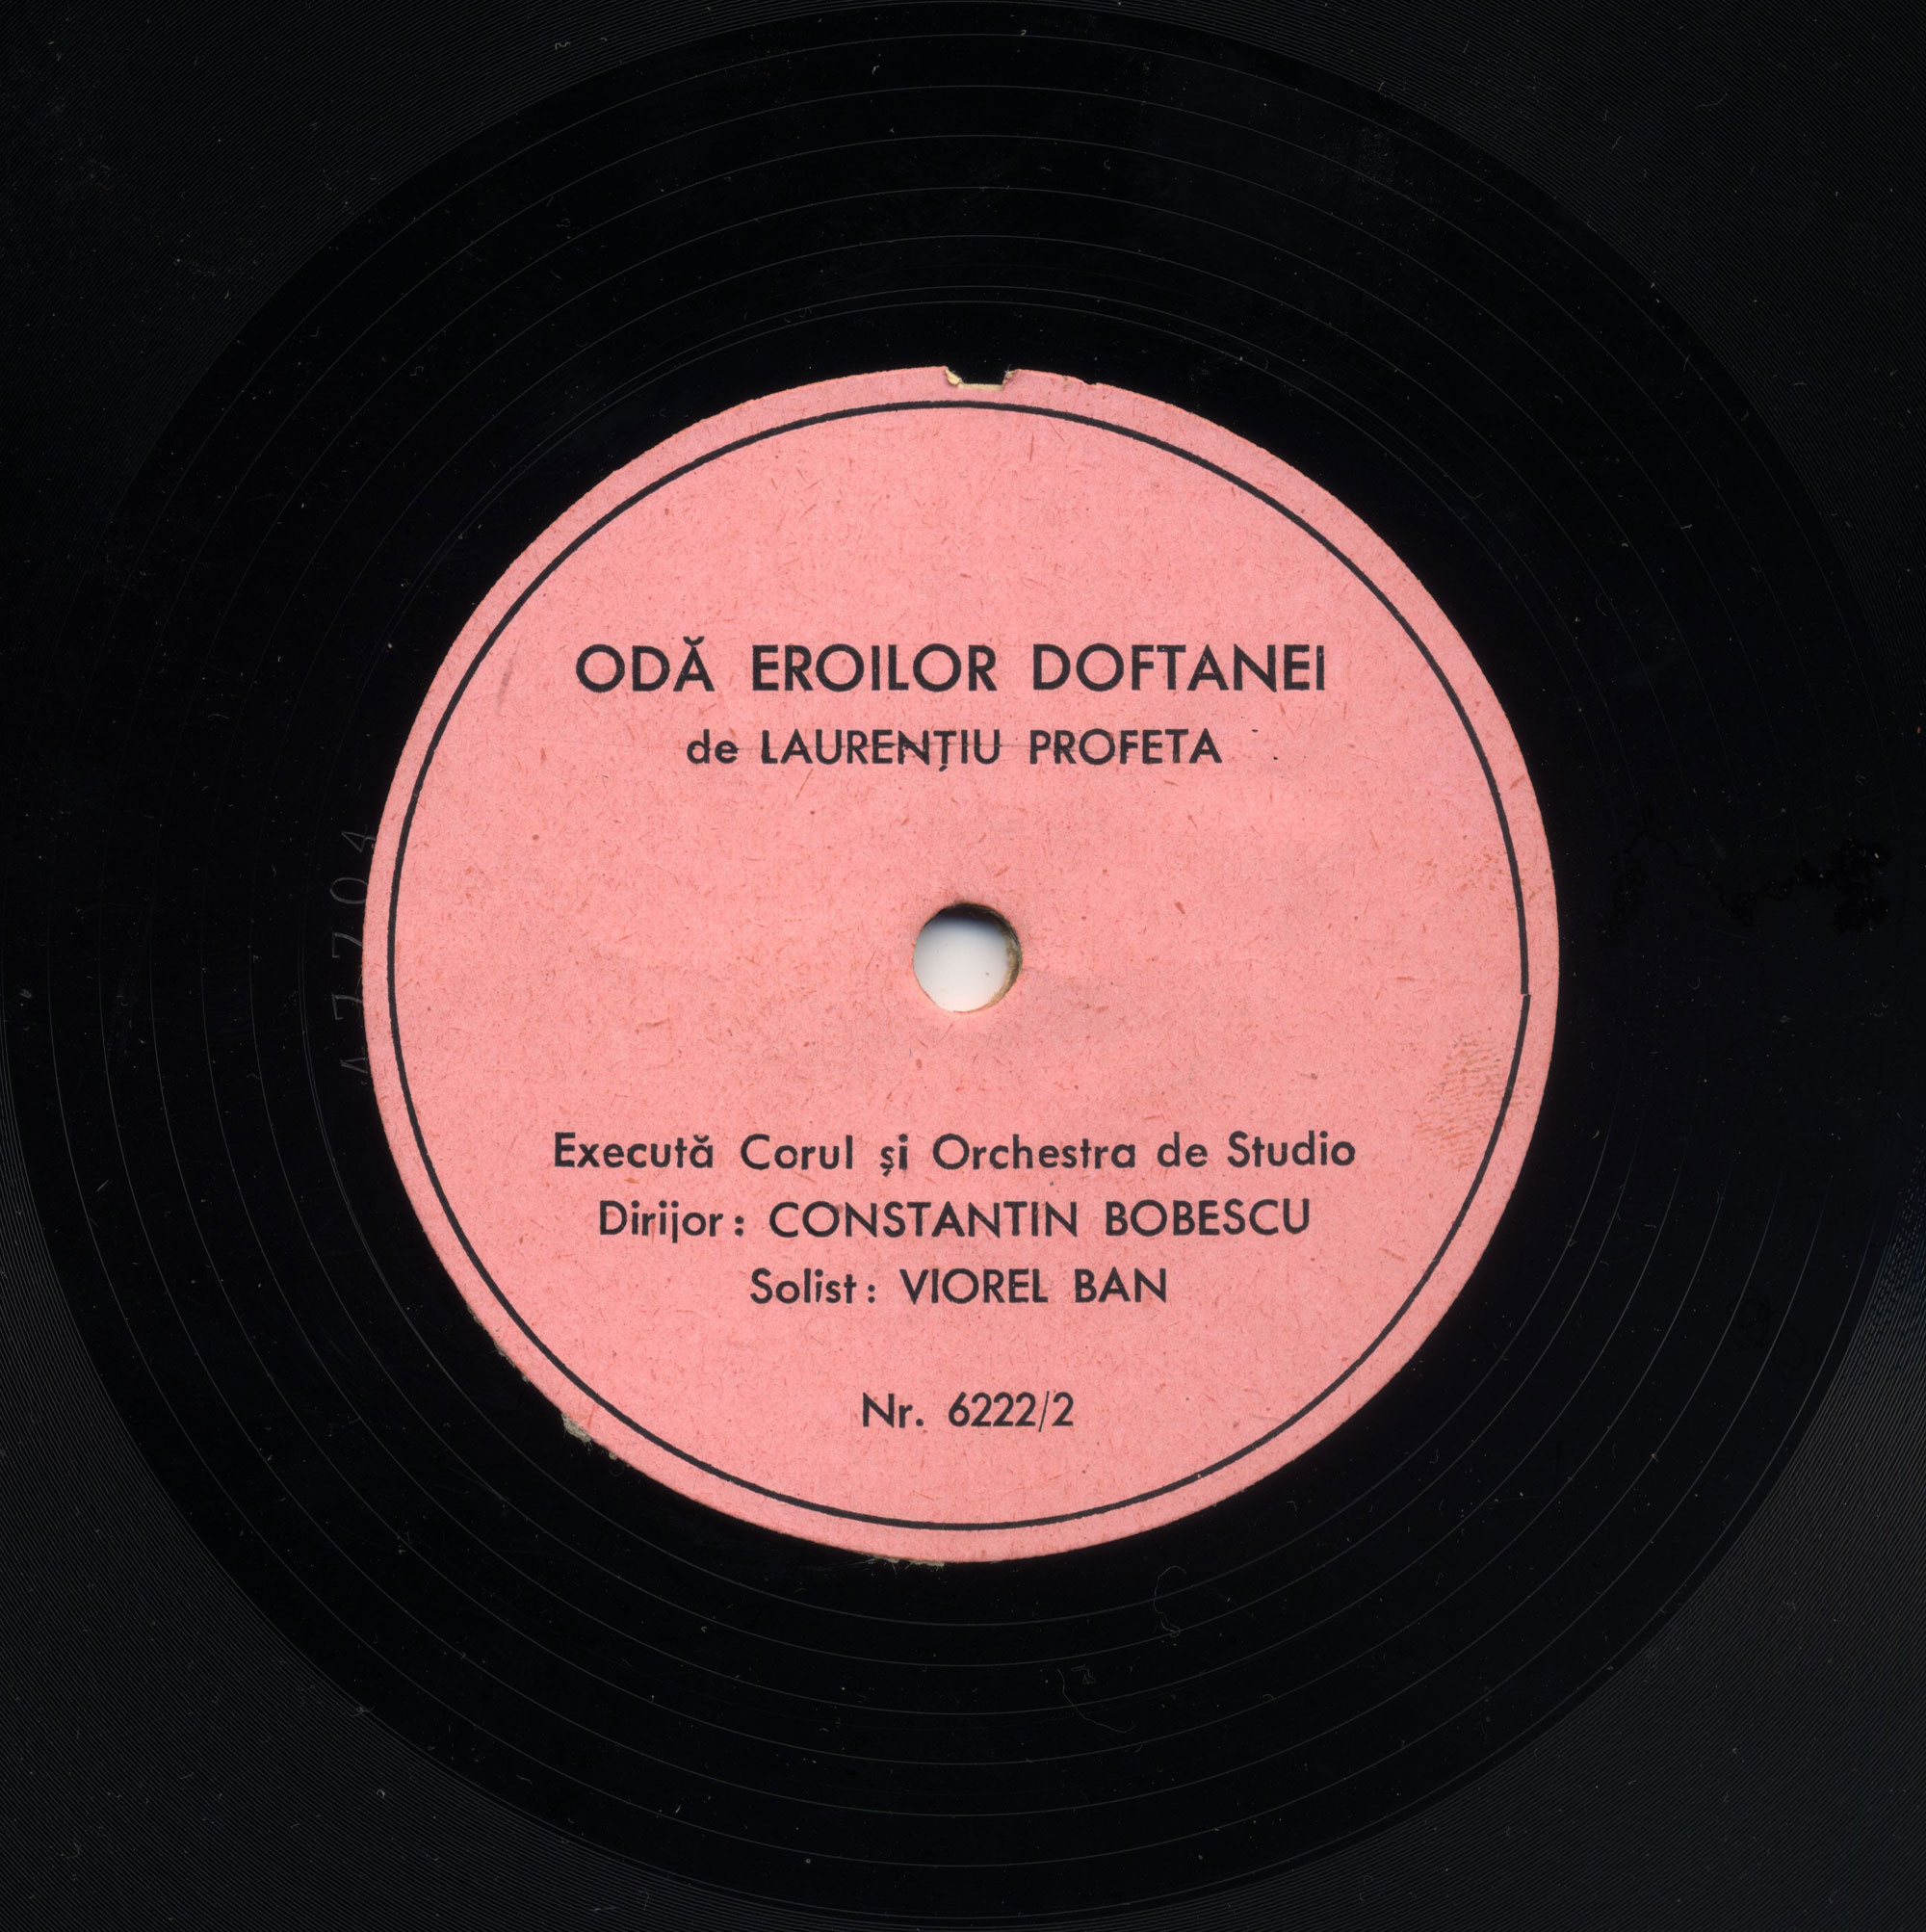 ODĂ EROILOR DOFTANEI
de LAURENȚIU PROFETA
Execută Corul și Orchestra de Studio
Dirijor: CONSTANTIN BOBESCU
Solist: VIOREL BAN
Nr. 6222/2